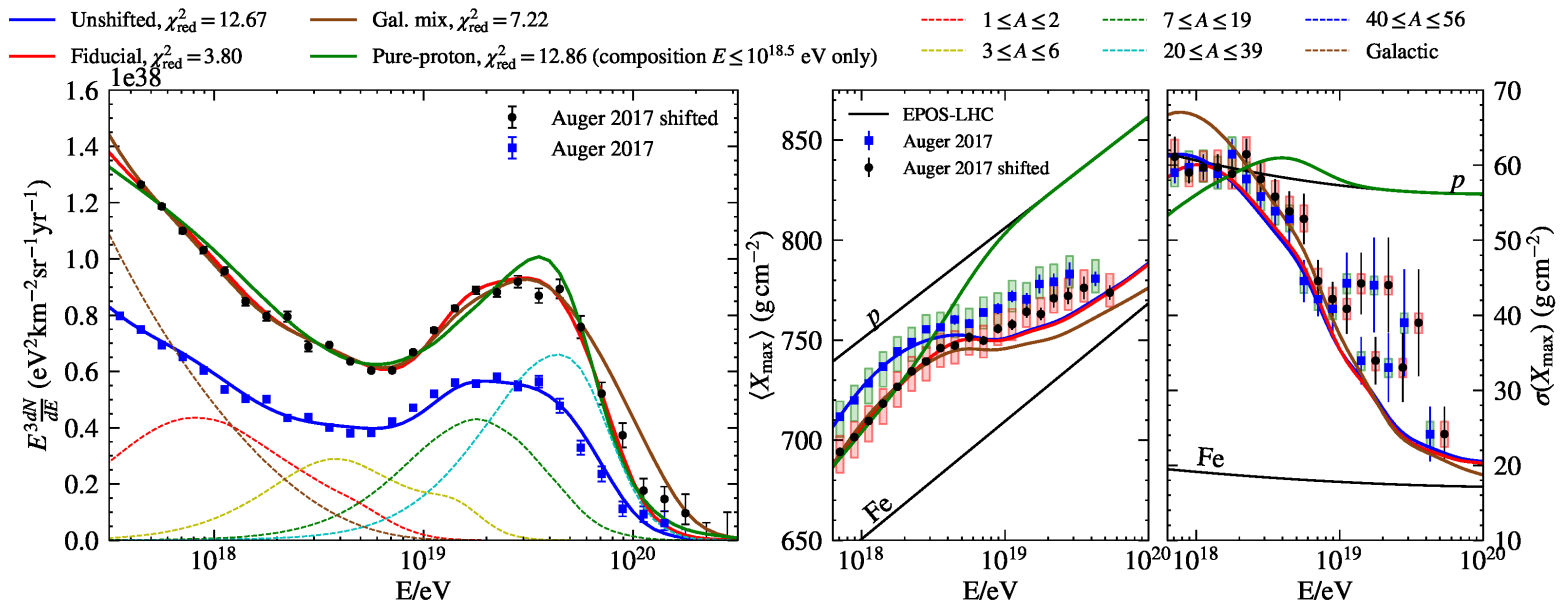 Unshifted, χ²red = 12.67
Fiducial, χ²red = 3.80
Gal. mix, χ²red = 7.22
Pure-proton, χ²red = 12.86 (composition E ≤ 10^18.5 eV only)
1 ≤ A ≤ 2
3 ≤ A ≤ 6
7 ≤ A ≤ 19
20 ≤ A ≤ 39
40 ≤ A ≤ 56
Galactic
1e38
1.6
1.4
1.2
1.0
0.8
0.6
0.4
0.2
0.0
E³ dN/dE (eV² km⁻² sr⁻¹ yr⁻¹)
Auger 2017 shifted
Auger 2017
10^18
10^19
10^20
E/eV
850
800
750
700
650
⟨Xmax⟩ (g cm⁻²)
EPOS-LHC
Auger 2017
Auger 2017 shifted
p
Fe
10^18
10^19
10^20
E/eV
p
Fe
70
60
50
40
30
20
10
σ(Xmax) (g cm⁻²)
10^18
10^19
10^20
E/eV